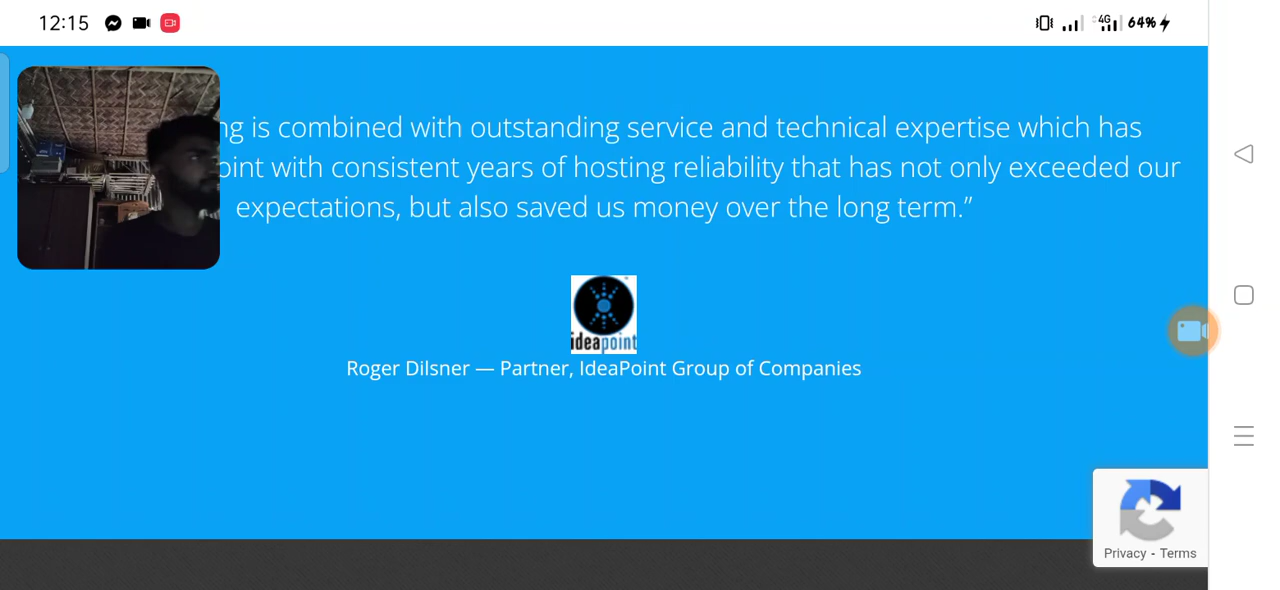 12:15
4G
64%
ng is combined with outstanding service and technical expertise which has
oint with consistent years of hosting reliability that has not only exceeded our
expectations, but also saved us money over the long term.”
ideapoint
Roger Dilsner — Partner, IdeaPoint Group of Companies
Privacy - Terms